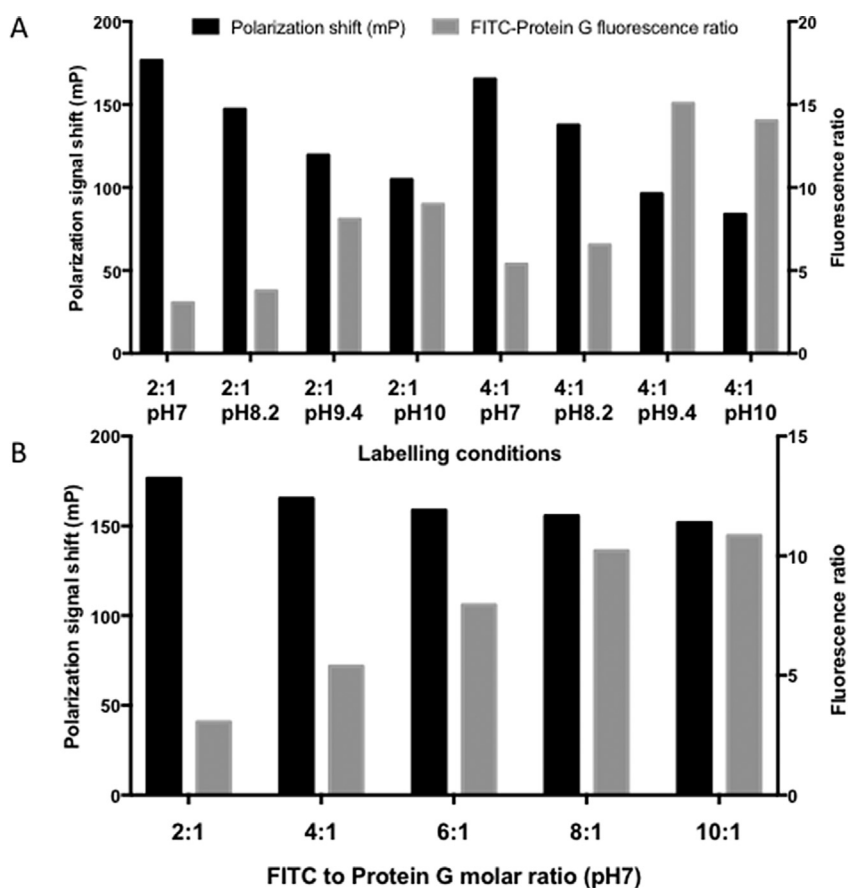 A
Polarization shift (mP) FITC-Protein G fluorescence ratio
Polarization signal shift (mP)
200
150
100
50
0
20
15
10
5
0
Fluorescence ratio
2:1 2:1 2:1 2:1 4:1 4:1 4:1 4:1
pH7 pH8.2 pH9.4 pH10 pH7 pH8.2 pH9.4 pH10
Labelling conditions
B
Polarization signal shift (mP)
200
150
100
50
0
15
10
5
0
Fluorescence ratio
2:1 4:1 6:1 8:1 10:1
FITC to Protein G molar ratio (pH7)